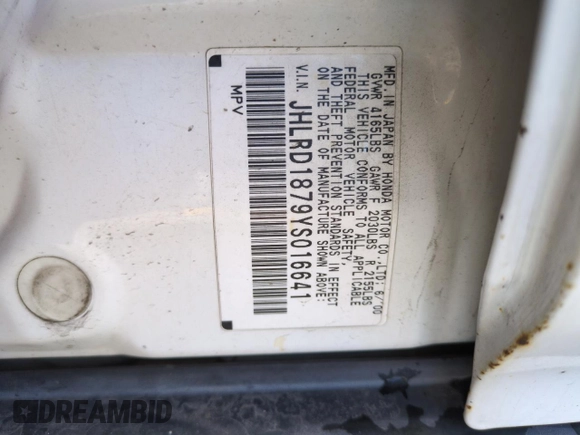 MFD. IN JAPAN BY HONDA MOTOR CO., LTD: 6/'00
GVWR 4165LBS GAWR F 2030LBS R 2155LBS
THIS VEHICLE CONFORMS TO ALL APPLICABLE
FEDERAL MOTOR VEHICLE SAFETY,
AND THEFT PREVENTION STANDARDS IN EFFECT
ON THE DATE OF MANUFACTURE SHOWN ABOVE:
V.I.N. JHLRD1879YS016641
MPV
DREAMBID